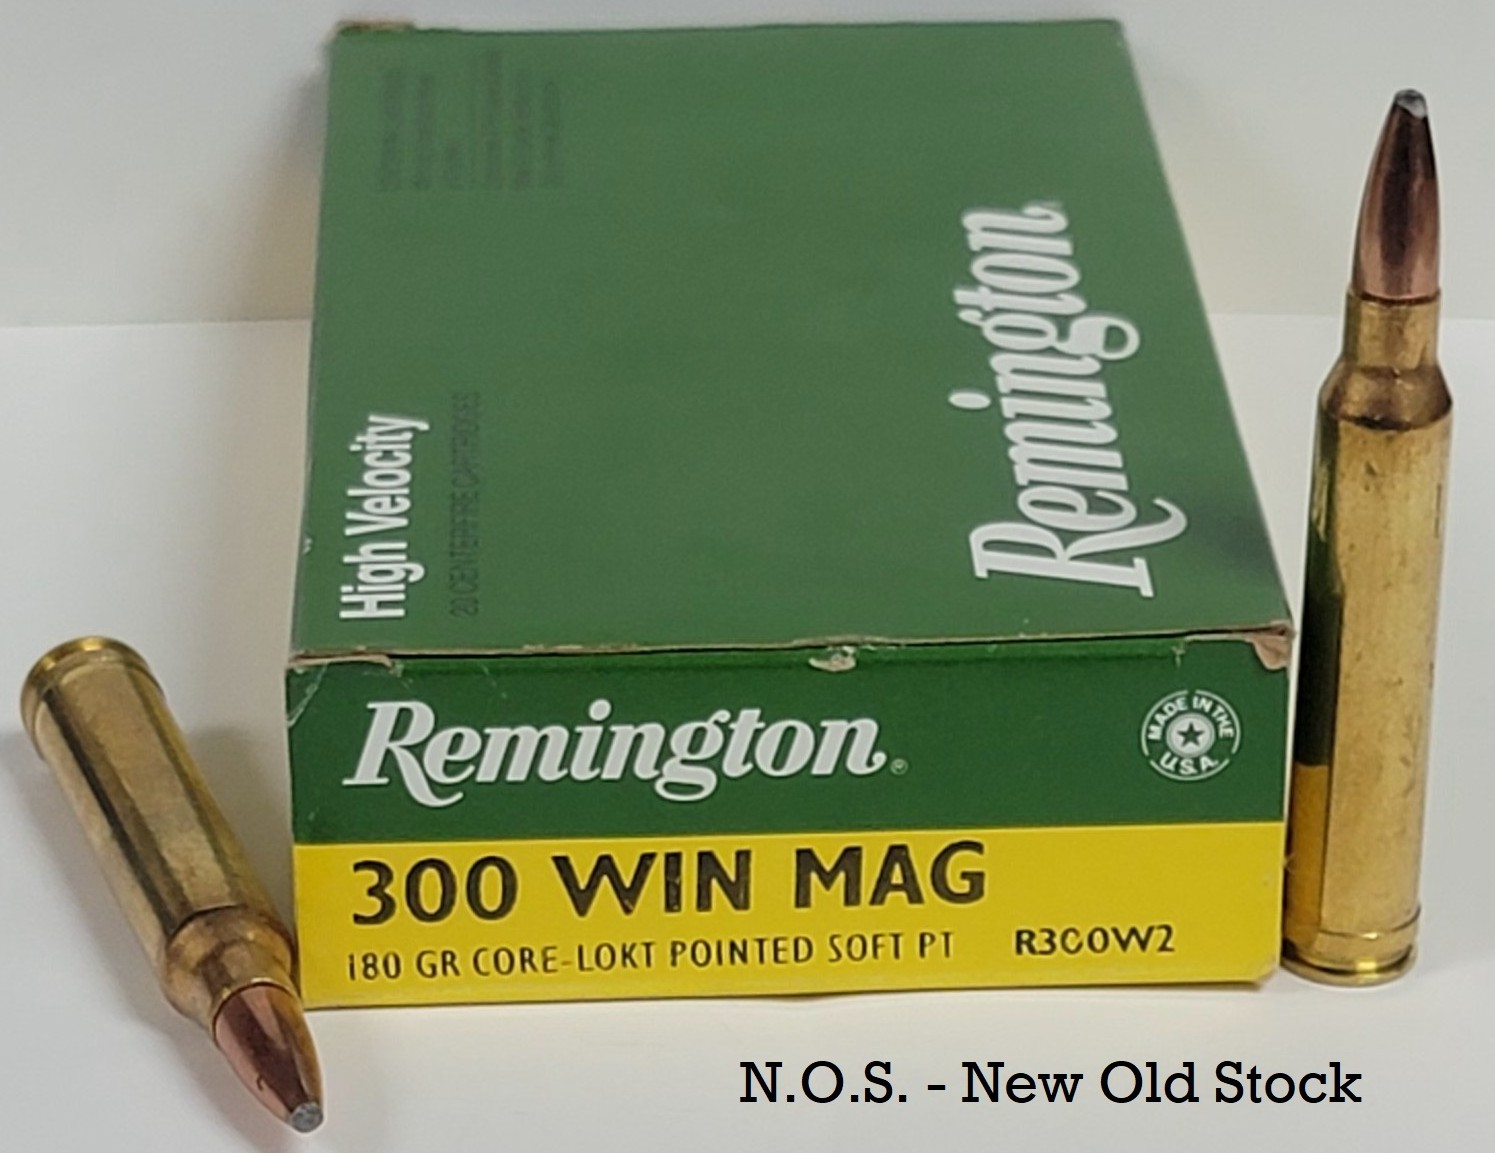 High Velocity
20 CENTERFIRE CARTRIDGES
Remington
Remington®
MADE IN THE
U.S.A.
300 WIN MAG
180 GR CORE-LOKT POINTED SOFT PT R300W2
N.O.S. - New Old Stock